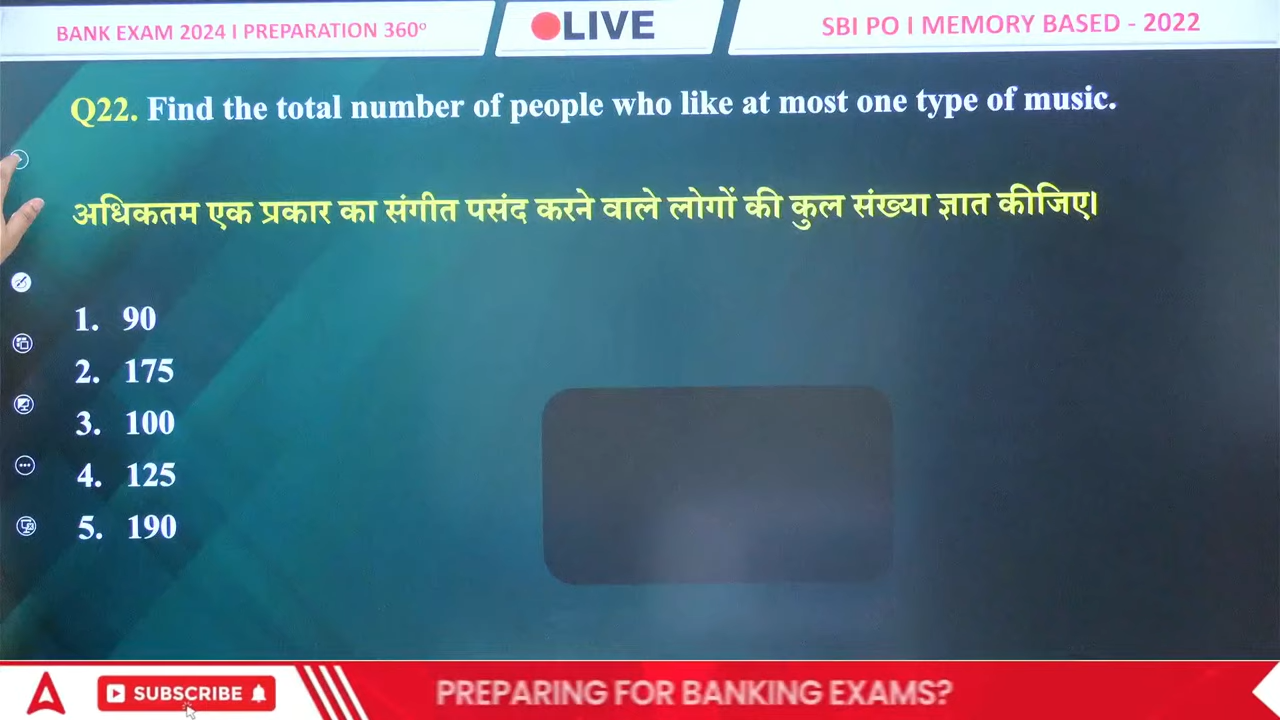 BANK EXAM 2024 I PREPARATION 360º
LIVE
SBI PO I MEMORY BASED - 2022
Q22. Find the total number of people who like at most one type of music.
अधिकतम एक प्रकार का संगीत पसंद करने वाले लोगों की कुल संख्या ज्ञात कीजिए।
1. 90
2. 175
3. 100
4. 125
5. 190
SUBSCRIBE
PREPARING FOR BANKING EXAMS?